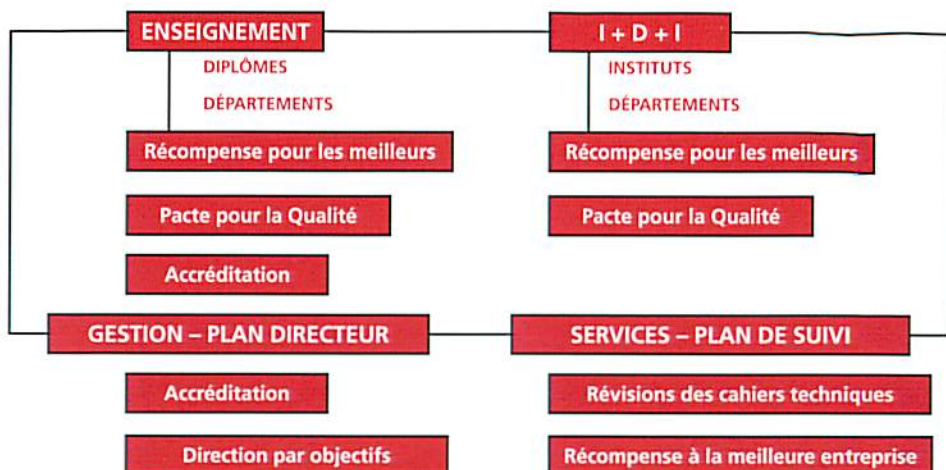 ENSEIGNEMENT
DIPLÔMES
DÉPARTEMENTS
Récompense pour les meilleurs
Pacte pour la Qualité
Accréditation
I + D + I
INSTITUTS
DÉPARTEMENTS
Récompense pour les meilleurs
Pacte pour la Qualité
GESTION – PLAN DIRECTEUR
Accréditation
Direction par objectifs
SERVICES – PLAN DE SUIVI
Révisions des cahiers techniques
Récompense à la meilleure entreprise